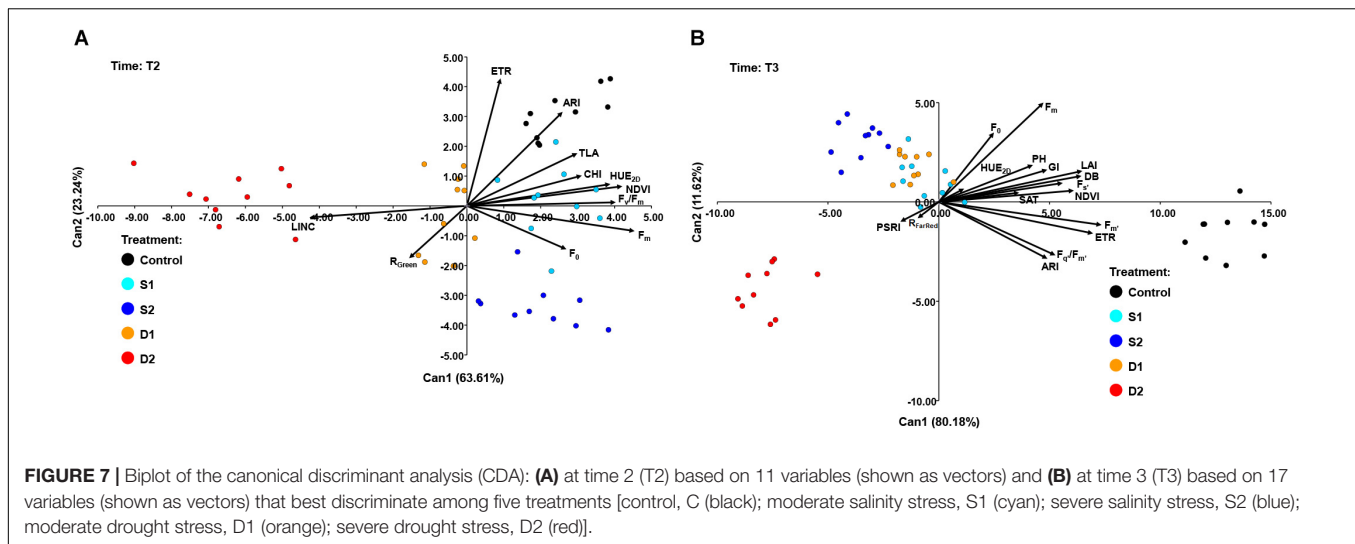 A
Time: T2
5.00
4.00
3.00
2.00
1.00
0.00
-1.00
-2.00
-3.00
-4.00
-5.00
Can2 (23.24%)
-10.00 -9.00 -8.00 -7.00 -6.00 -5.00 -4.00 -3.00 -2.00 -1.00 0.00 1.00 2.00 3.00 4.00 5.00
Can1 (63.61%)
ETR
ARI
TLA
CHI
HUE2D
NDVI
Fv/Fm
Fm
F0
LINC
RGreen
Treatment:
Control
S1
S2
D1
D2
B
Time: T3
5.00
0.00
-5.00
-10.00
Can2 (11.62%)
-10.00 -5.00 0.00 5.00 10.00 15.00
Can1 (80.18%)
Fm
F0
PH
GI
LAI
DB
HUE2D
Fs'
NDVI
SAT
RFarRed
PSRI
Fm'
ETR
Fq'/Fm'
ARI
Treatment:
Control
S1
S2
D1
D2
FIGURE 7 | Biplot of the canonical discriminant analysis (CDA): (A) at time 2 (T2) based on 11 variables (shown as vectors) and (B) at time 3 (T3) based on 17
variables (shown as vectors) that best discriminate among five treatments [control, C (black); moderate salinity stress, S1 (cyan); severe salinity stress, S2 (blue);
moderate drought stress, D1 (orange); severe drought stress, D2 (red)].